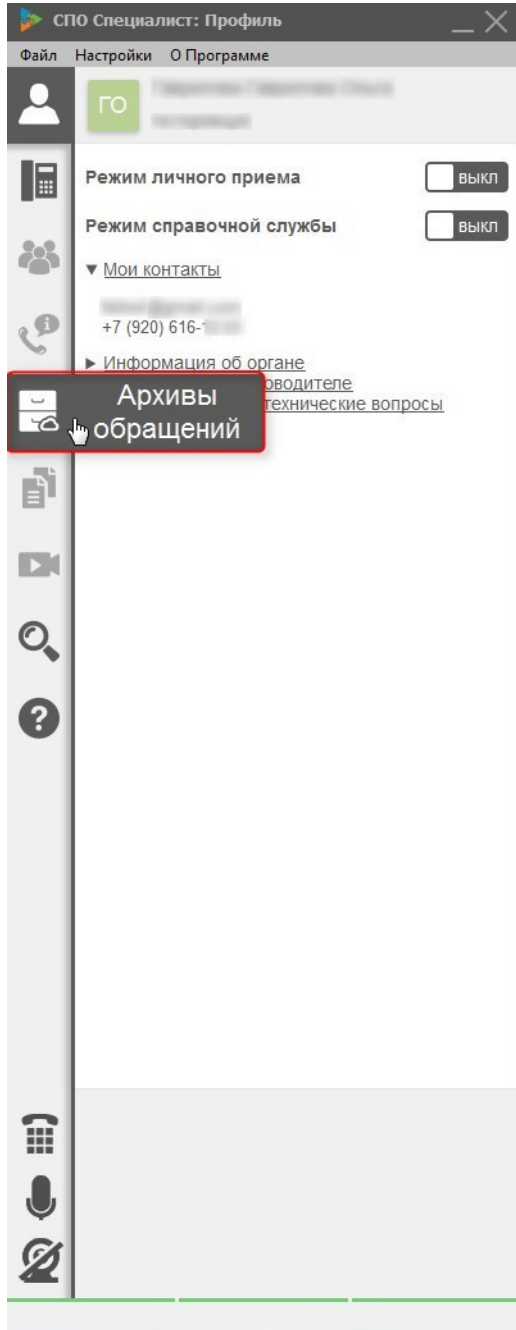 СПО Специалист: Профиль
Файл Настройки О Программе
ГО
Режим личного приема
выкл
Режим справочной службы
выкл
▼ Мои контакты
+7 (920) 616-
► Информация об органе
оводителе
Архивы
технические вопросы
обращений